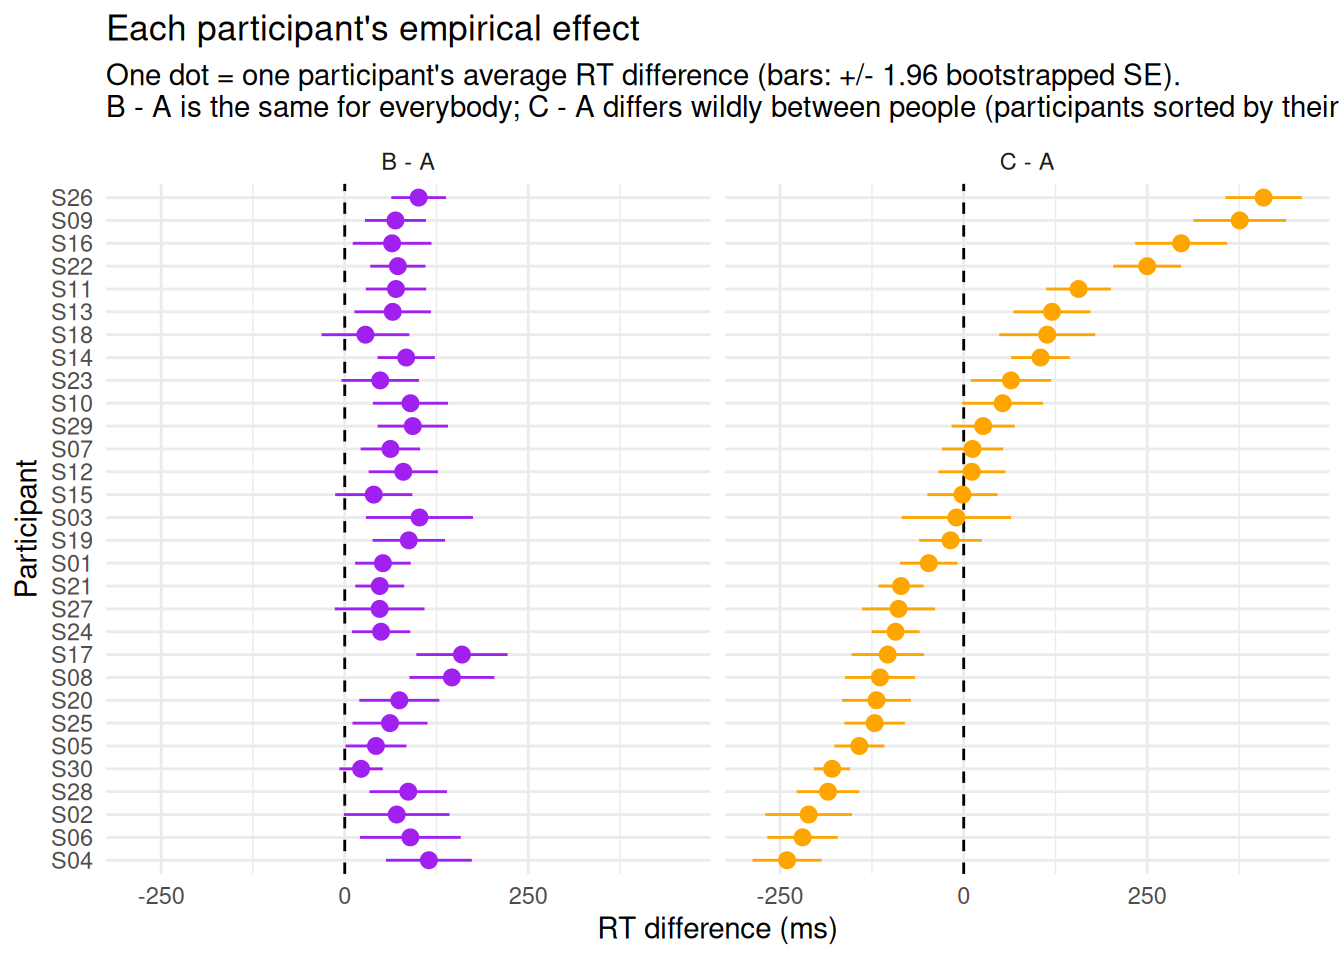 Each participant's empirical effect
One dot = one participant's average RT difference (bars: +/- 1.96 bootstrapped SE).
B - A is the same for everybody; C - A differs wildly between people (participants sorted by their
B - A
C - A
Participant
S26
S09
S16
S22
S11
S13
S18
S14
S23
S10
S29
S07
S12
S15
S03
S19
S01
S21
S27
S24
S17
S08
S20
S25
S05
S30
S28
S02
S06
S04
-250 0 250 -250 0 250
RT difference (ms)